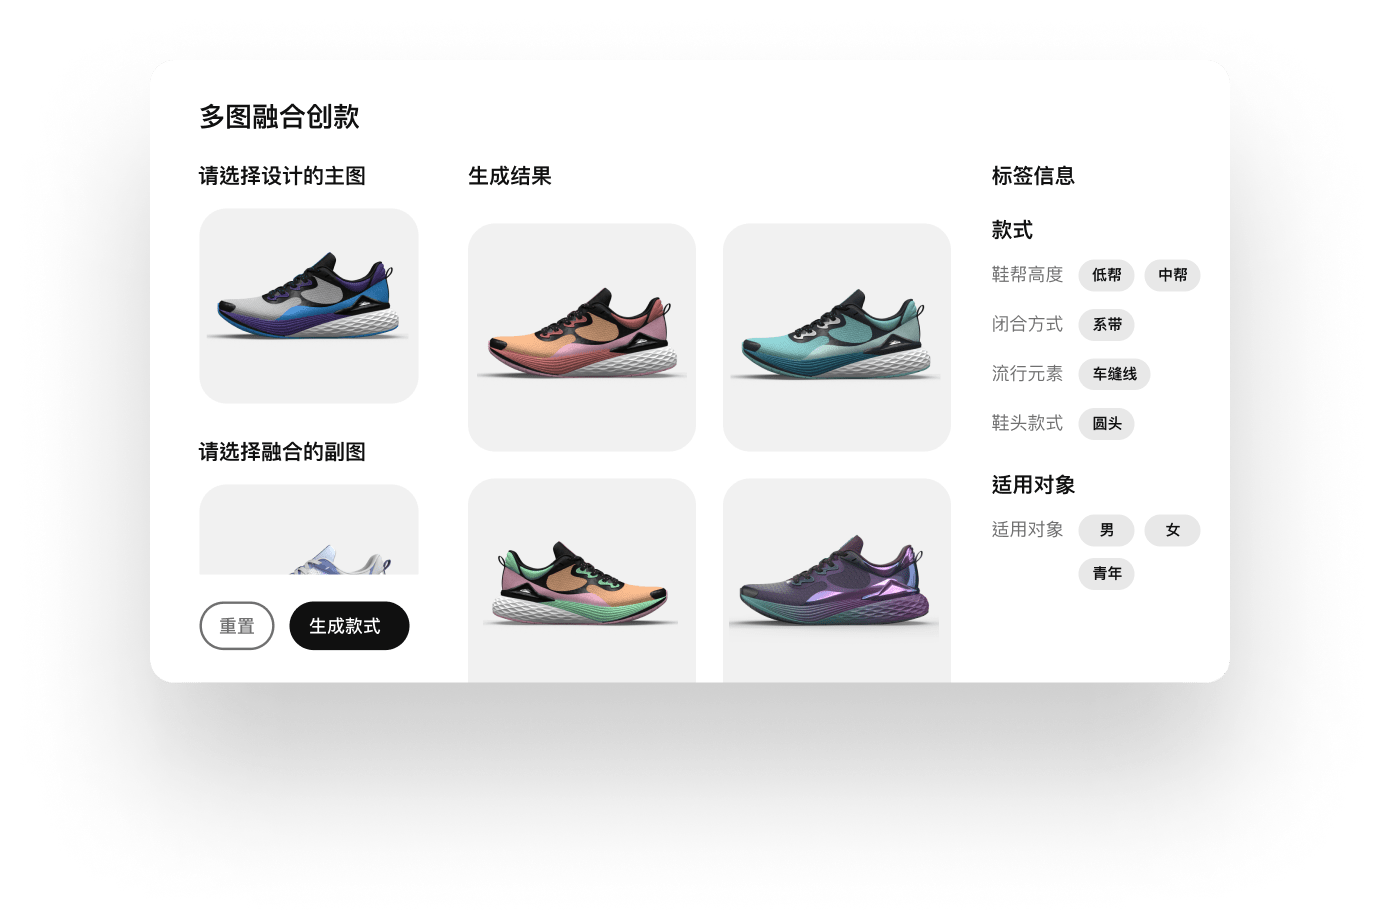 多图融合创款
请选择设计的主图
请选择融合的副图
重置
生成款式
生成结果
标签信息
款式
鞋帮高度 低帮 中帮
闭合方式 系带
流行元素 车缝线
鞋头款式 圆头
适用对象
适用对象 男 女
青年